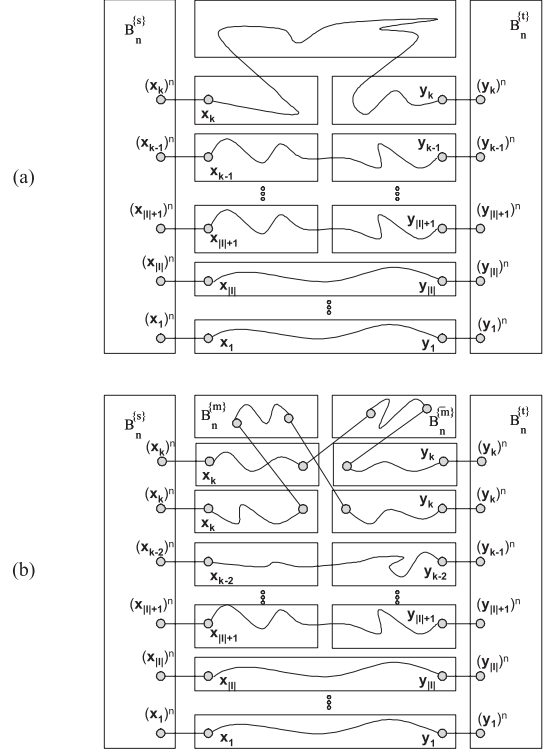 B_n^{s}
B_n^{t}
(x_k)^n x_k y_k (y_k)^n
(x_{k-1})^n x_{k-1} y_{k-1} (y_{k-1})^n
(a)
(x_{|I|+1})^n x_{|I|+1} y_{|I|+1} (y_{|I|+1})^n
(x_{|I|})^n x_{|I|} y_{|I|} (y_{|I|})^n
(x_1)^n x_1 y_1 (y_1)^n
B_n^{s} B_n^{m} B_n^{m̅} B_n^{t}
(x_k)^n x_k y_k (y_k)^n
(x_k)^n x_k y_k (y_k)^n
(x_{k-2})^n x_{k-2} y_{k-2} (y_{k-1})^n
(b)
(x_{|I|+1})^n x_{|I|+1} y_{|I|+1} (y_{|I|+1})^n
(x_{|I|})^n x_{|I|} y_{|I|} (y_{|I|})^n
(x_1)^n x_1 y_1 (y_1)^n